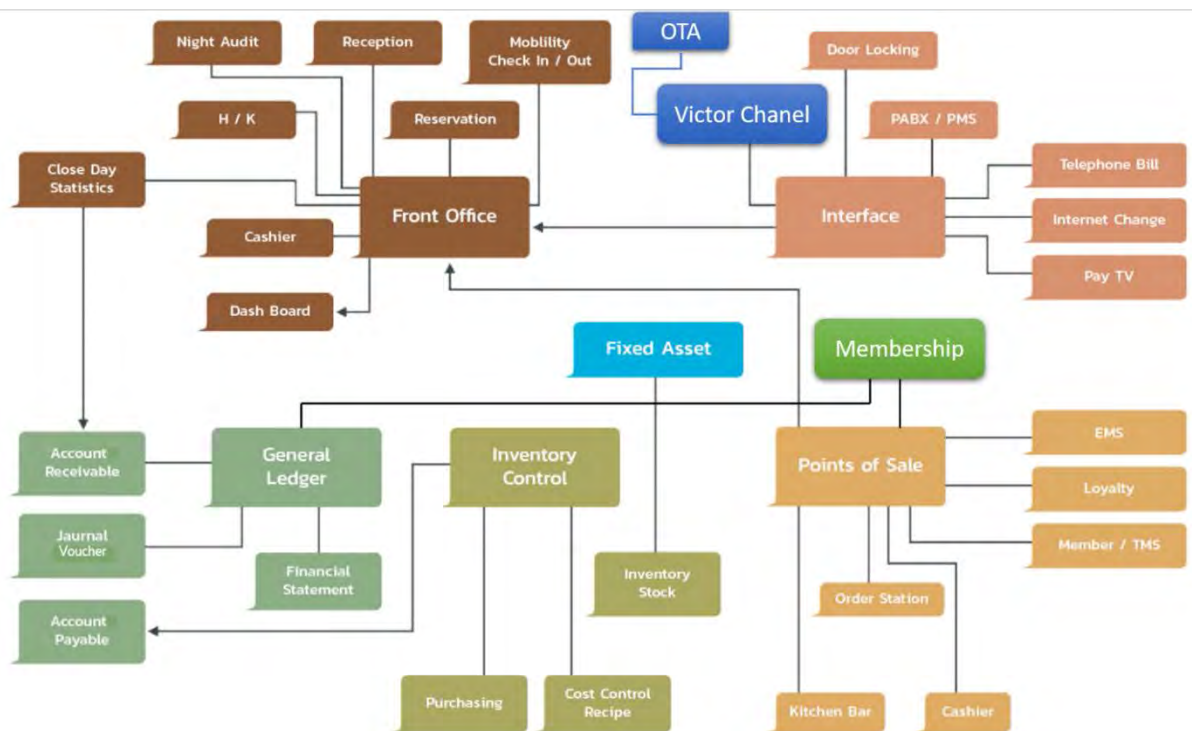 Night Audit
Reception
Moblility
Check In / Out
OTA
Door Locking
H / K
Reservation
Victor Chanel
PABX / PMS
Close Day
Statistics
Front Office
Interface
Telephone Bill
Internet Change
Pay TV
Cashier
Dash Board
Fixed Asset
Membership
Account
Receivable
General
Ledger
Inventory
Control
Points of Sale
EMS
Loyalty
Member / TMS
Jaurnal
Voucher
Financial
Statement
Inventory
Stock
Order Station
Account
Payable
Purchasing
Cost Control
Recipe
Kitchen Bar
Cashier